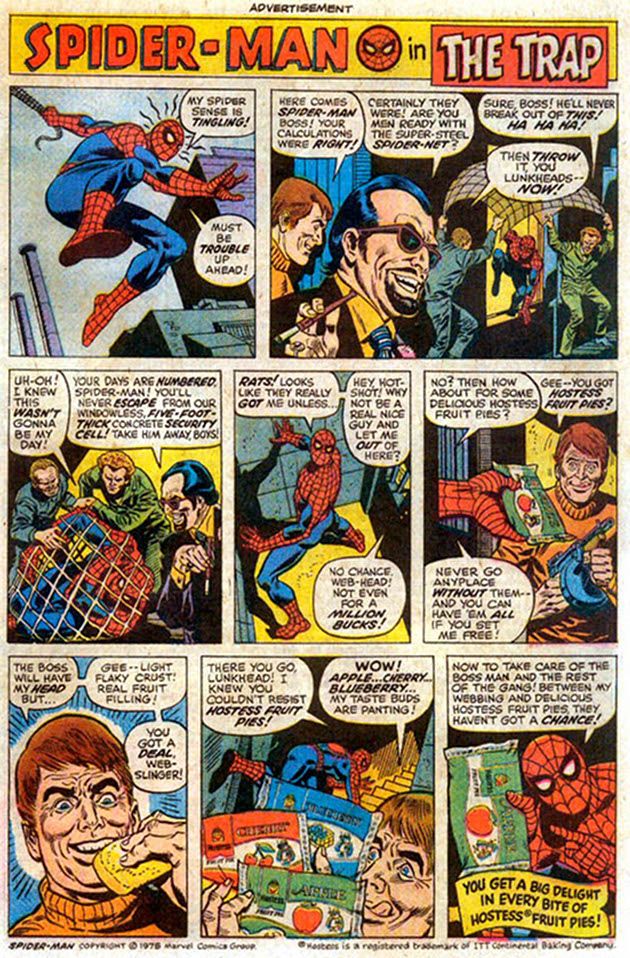 ADVERTISEMENT
SPIDER-MAN in THE TRAP
MY SPIDER
SENSE IS
TINGLING!
MUST
BE
TROUBLE
UP
AHEAD!
HERE COMES
SPIDER-MAN
BOSS! YOUR
CALCULATIONS
WERE RIGHT!
CERTAINLY THEY
WERE! ARE YOU
MEN READY WITH
THE SUPER-STEEL
SPIDER-NET?
SURE, BOSS! HE'LL NEVER
BREAK OUT OF THIS!
HA HA HA!
THEN THROW
IT, YOU
LUNKHEADS--
NOW!
UH-OH!
I KNEW
THIS
WASN'T
GONNA
BE MY
DAY!
YOUR DAYS ARE NUMBERED,
SPIDER-MAN! YOU'LL
NEVER ESCAPE FROM OUR
WINDOWLESS, FIVE-FOOT-
THICK CONCRETE SECURITY
CELL! TAKE HIM AWAY, BOYS!
RATS! LOOKS
LIKE THEY REALLY
GOT ME UNLESS...
HEY, HOT-
SHOT! WHY
NOT BE A
REAL NICE
GUY AND
LET ME
OUT OF
HERE?
NO CHANCE,
WEB-HEAD!
NOT EVEN
FOR A
MILLION
BUCKS!
NO? THEN HOW
ABOUT FOR SOME
DELICIOUS HOSTESS
FRUIT PIES?
GEE--YOU GOT
HOSTESS
FRUIT PIES?
NEVER GO
ANYPLACE
WITHOUT THEM--
AND YOU CAN
HAVE 'EM ALL
IF YOU SET
ME FREE!
THE BOSS
WILL HAVE
MY HEAD
BUT...
GEE--LIGHT
FLAKY CRUST!
REAL FRUIT
FILLING!
YOU
GOT A
DEAL,
WEB-
SLINGER!
THERE YOU GO,
LUNKHEAD! I
KNEW YOU
COULDN'T RESIST
HOSTESS FRUIT
PIES!
WOW!
APPLE...CHERRY...
BLUEBERRY...
MY TASTE BUDS
ARE PANTING!
BLUEBERRY
CHERRY
APPLE
NOW TO TAKE CARE OF THE
BOSS MAN AND THE REST
OF THE GANG! BETWEEN MY
WEBBING AND DELICIOUS
HOSTESS FRUIT PIES, THEY
HAVEN'T GOT A CHANCE!
YOU GET A BIG DELIGHT
IN EVERY BITE OF
HOSTESS® FRUIT PIES!
SPIDER-MAN COPYRIGHT © 1978 Marvel Comics Group.
® Hostess is a registered trademark of ITT Continental Baking Company.